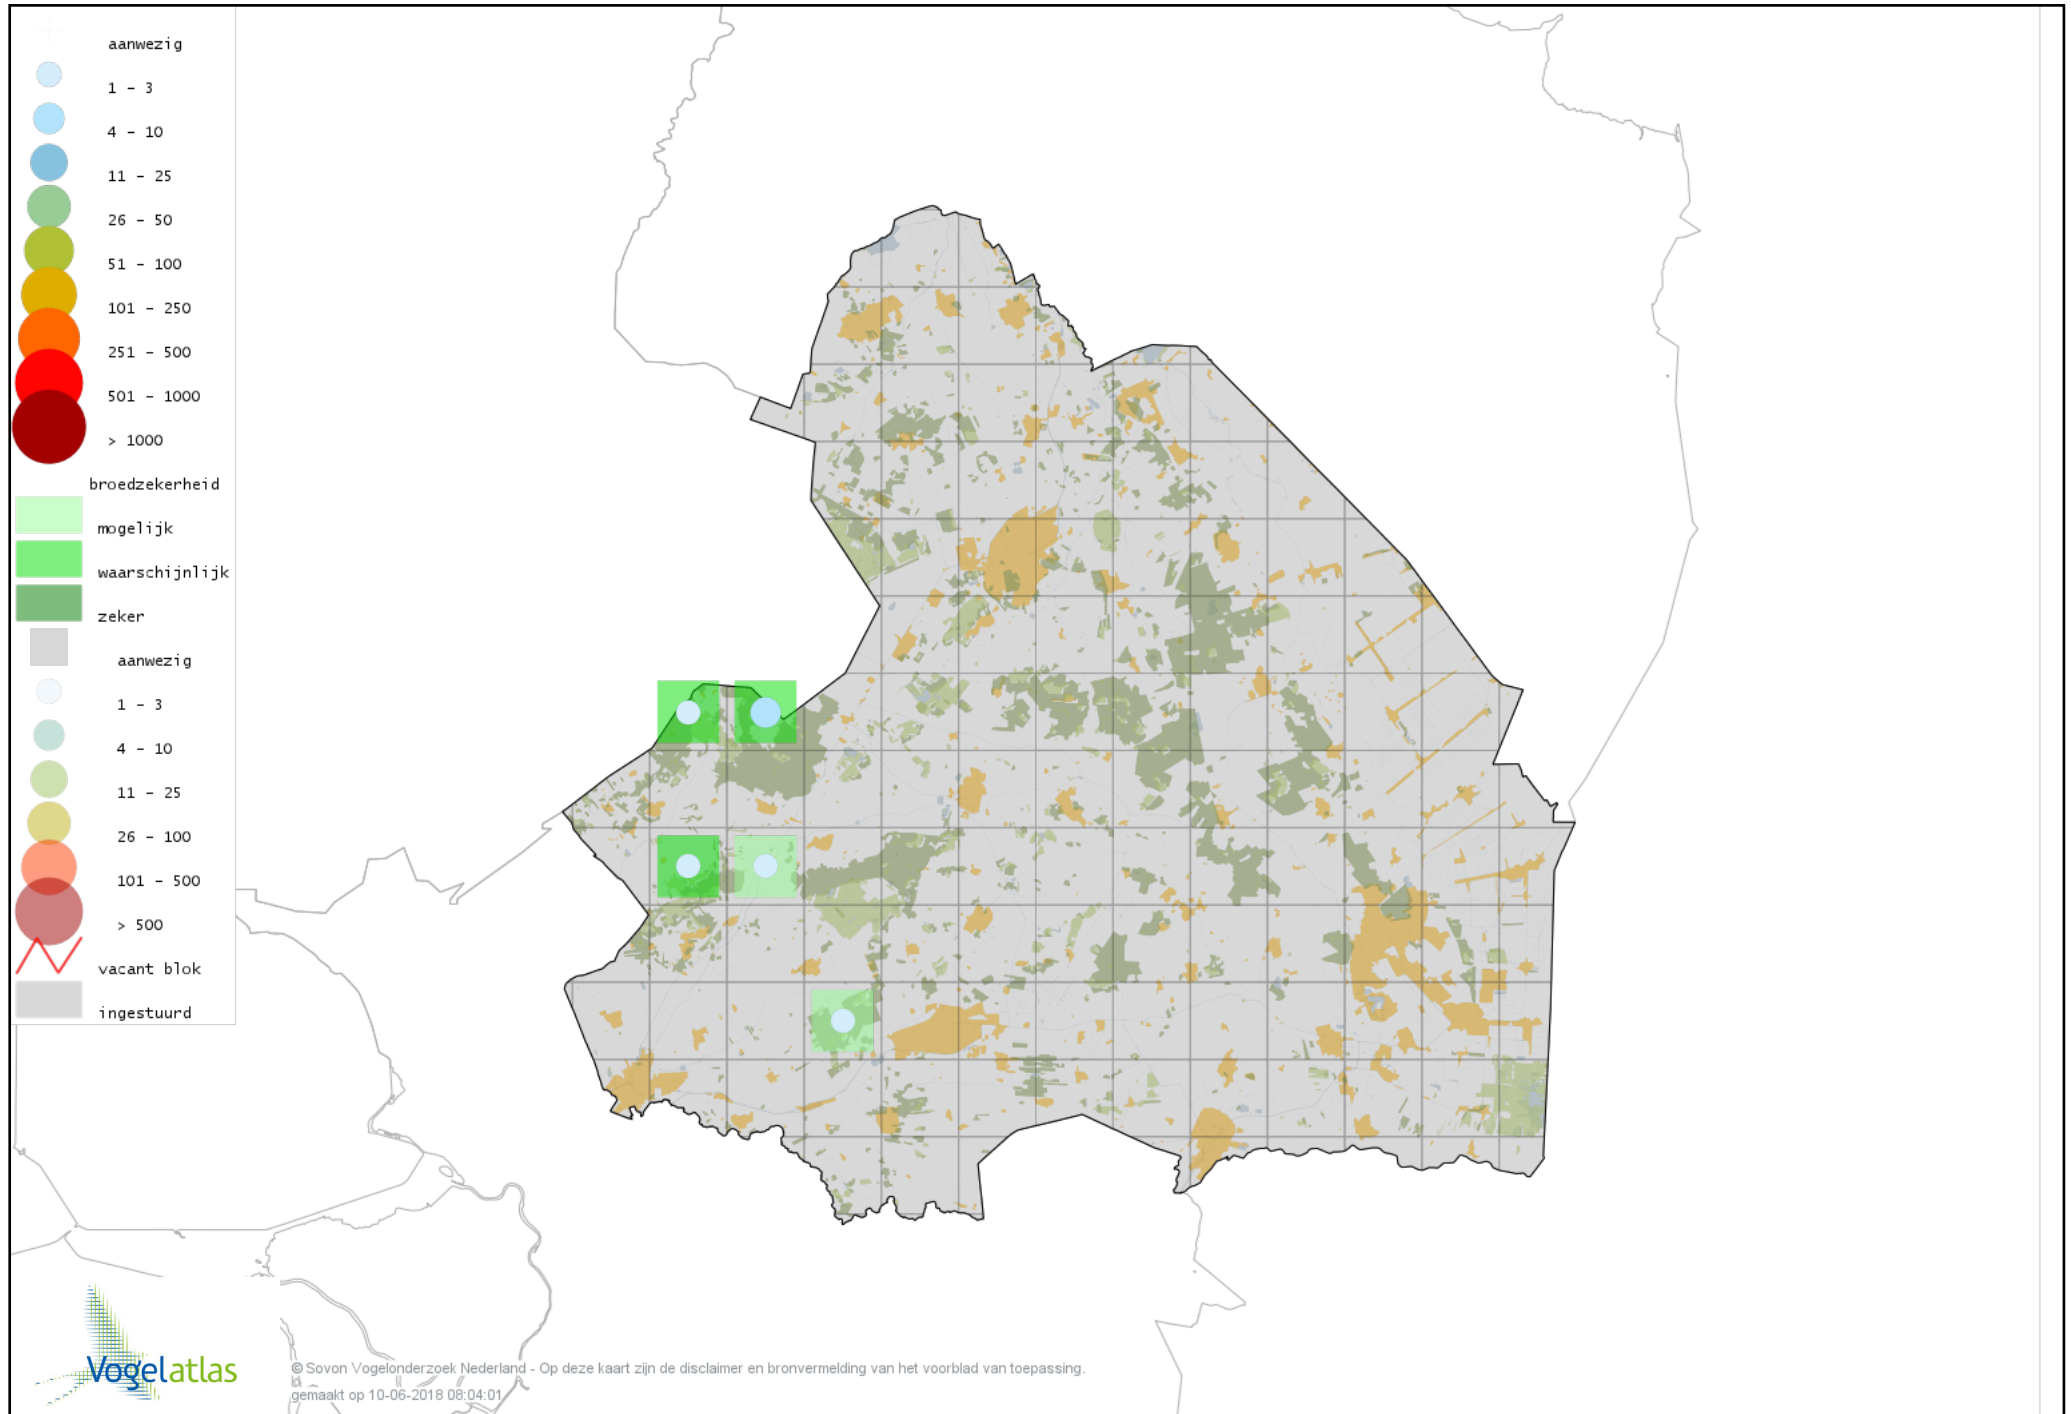 aanwezig
1 - 3
4 - 10
11 - 25
26 - 50
51 - 100
101 - 250
251 - 500
501 - 1000
> 1000
broedzekerheid
mogelijk
waarschijnlijk
zeker
aanwezig
1 - 3
4 - 10
11 - 25
26 - 100
101 - 500
> 500
vacant blok
ingestuurd
Vogelatlas
© Sovon Vogelonderzoek Nederland - Op deze kaart zijn de disclaimer en bronvermelding van het voorblad van toepassing.
gemaakt op 10-06-2018 08:04:01